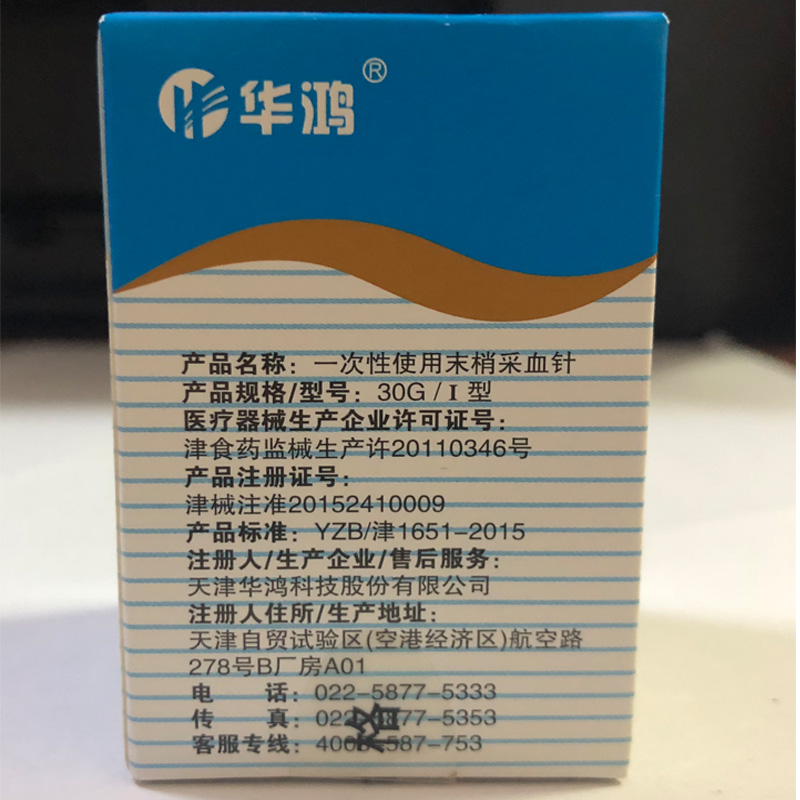 华鸿®
产品名称：一次性使用末梢采血针
产品规格/型号：30G / I 型
医疗器械生产企业许可证号：
津食药监械生产许20110346号
产品注册证号：
津械注准20152410009
产品标准：YZB/津1651-2015
注册人/生产企业/售后服务：
天津华鸿科技股份有限公司
注册人住所/生产地址：
天津自贸试验区(空港经济区)航空路
278号B厂房A01
电　　话：022-5877-5333
传　　真：022-5877-5353
客服专线：400 -587-753
格